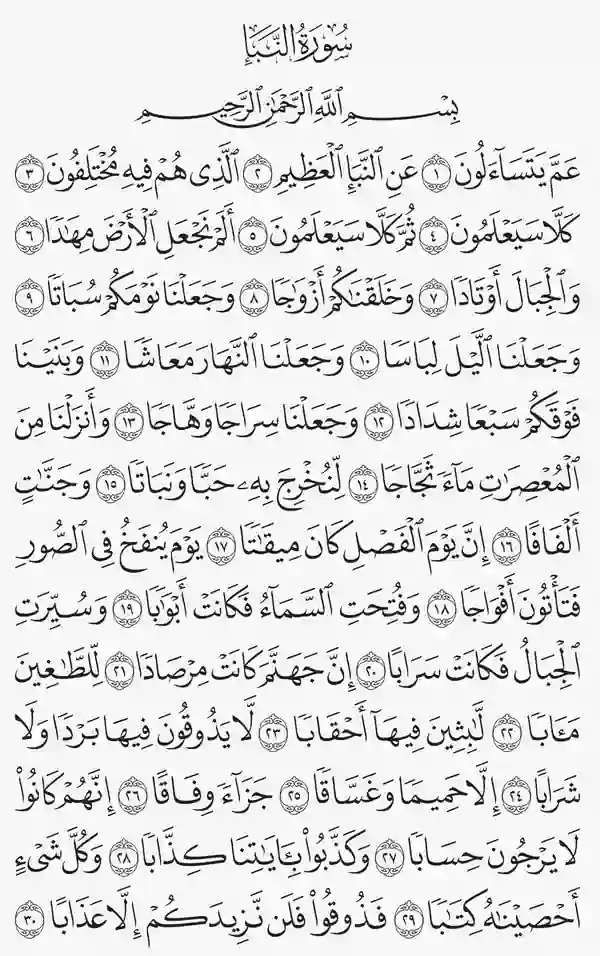 سُورَةُ النَّبَإِ
بِسْمِ ٱللَّهِ ٱلرَّحْمَٰنِ ٱلرَّحِيمِ
عَمَّ يَتَسَآءَلُونَ ١ عَنِ ٱلنَّبَإِ ٱلْعَظِيمِ ٢ ٱلَّذِى هُمْ فِيهِ مُخْتَلِفُونَ ٣
كَلَّا سَيَعْلَمُونَ ٤ ثُمَّ كَلَّا سَيَعْلَمُونَ ٥ أَلَمْ نَجْعَلِ ٱلْأَرْضَ مِهَٰدًا ٦
وَٱلْجِبَالَ أَوْتَادًا ٧ وَخَلَقْنَٰكُمْ أَزْوَٰجًا ٨ وَجَعَلْنَا نَوْمَكُمْ سُبَاتًا ٩
وَجَعَلْنَا ٱلَّيْلَ لِبَاسًا ١٠ وَجَعَلْنَا ٱلنَّهَارَ مَعَاشًا ١١ وَبَنَيْنَا
فَوْقَكُمْ سَبْعًا شِدَادًا ١٢ وَجَعَلْنَا سِرَاجًا وَهَّاجًا ١٣ وَأَنزَلْنَا مِنَ
ٱلْمُعْصِرَٰتِ مَآءً ثَجَّاجًا ١٤ لِّنُخْرِجَ بِهِۦ حَبًّا وَنَبَاتًا ١٥ وَجَنَّٰتٍ
أَلْفَافًا ١٦ إِنَّ يَوْمَ ٱلْفَصْلِ كَانَ مِيقَٰتًا ١٧ يَوْمَ يُنفَخُ فِى ٱلصُّورِ
فَتَأْتُونَ أَفْوَاجًا ١٨ وَفُتِحَتِ ٱلسَّمَآءُ فَكَانَتْ أَبْوَٰبًا ١٩ وَسُيِّرَتِ
ٱلْجِبَالُ فَكَانَتْ سَرَابًا ٢٠ إِنَّ جَهَنَّمَ كَانَتْ مِرْصَادًا ٢١ لِّلطَّٰغِينَ
مَـَٔابًا ٢٢ لَّٰبِثِينَ فِيهَآ أَحْقَابًا ٢٣ لَّا يَذُوقُونَ فِيهَا بَرْدًا وَلَا
شَرَابًا ٢٤ إِلَّا حَمِيمًا وَغَسَّاقًا ٢٥ جَزَآءً وِفَاقًا ٢٦ إِنَّهُمْ كَانُوا۟
لَا يَرْجُونَ حِسَابًا ٢٧ وَكَذَّبُوا۟ بِـَٔايَٰتِنَا كِذَّابًا ٢٨ وَكُلَّ شَىْءٍ
أَحْصَيْنَٰهُ كِتَٰبًا ٢٩ فَذُوقُوا۟ فَلَن نَّزِيدَكُمْ إِلَّا عَذَابًا ٣٠